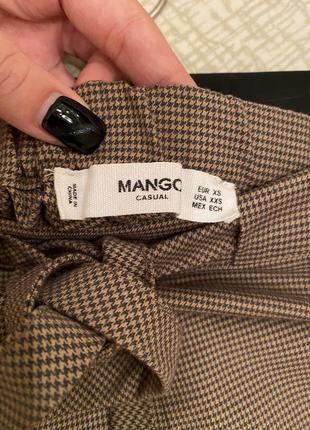 MADE IN
CHINA
MANGO
CASUAL
EUR XS
USA XXS
MEX ECH